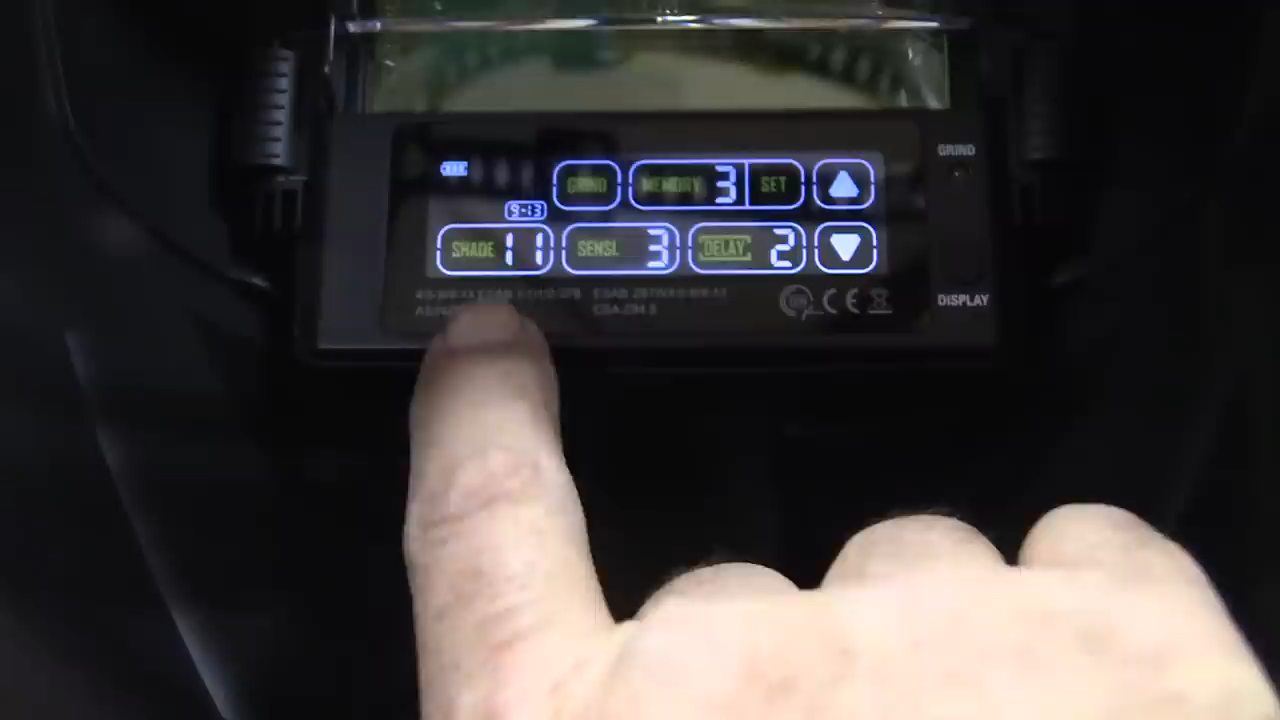 GRIND
GRIND MEMORY 3 SET
9-13
SHADE 11 SENSI. 3 DELAY 2
DISPLAY
CE